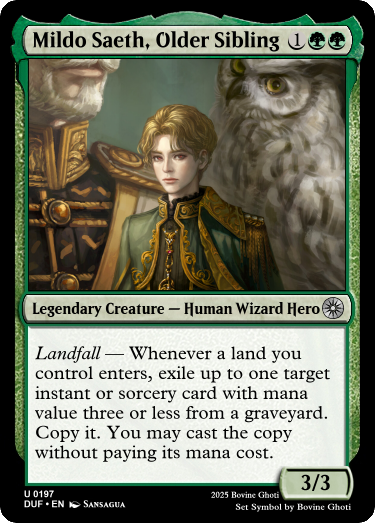 Mildo Saeth, Older Sibling 1
Legendary Creature — Human Wizard Hero
Landfall — Whenever a land you
control enters, exile up to one target
instant or sorcery card with mana
value three or less from a graveyard.
Copy it. You may cast the copy
without paying its mana cost.
3/3
U 0197
DUF • EN Sansagua
2025 Bovine Ghoti
Set Symbol by Bovine Ghoti